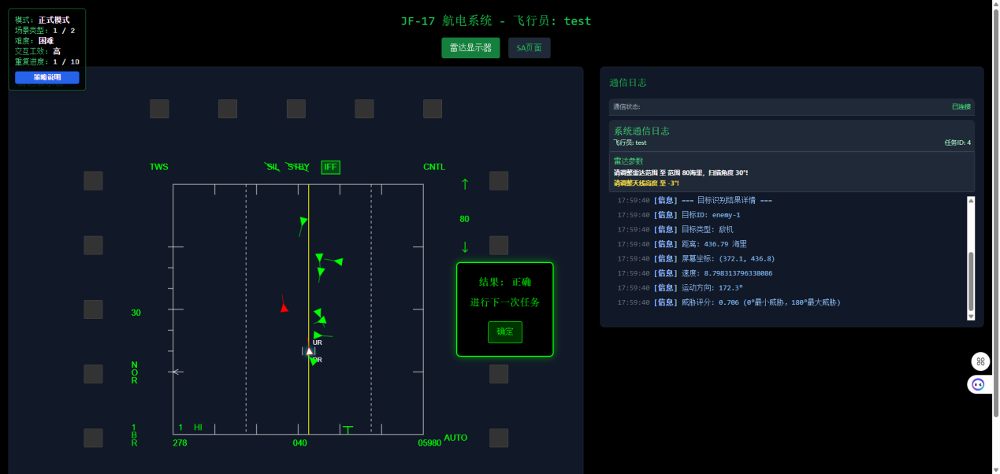 JF-17 航电系统 - 飞行员: test
模式: 正式模式
场景类型: 1 / 2
难度: 困难
交互工效: 高
重复进度: 1 / 10
策略说明
雷达显示器
SA页面
TWS
SIL
STBY
IFF
CNTL
80
30
N
O
R
1
B
R
UR
DR
1 HI
278
040
05980
AUTO
结果: 正确
进行下一次任务
确定
通信日志
通信状态:
已连接
系统通信日志
飞行员: test
任务ID: 4
雷达参数
请调整雷达范围 至 范围 80海里，扫描角度 30°!
请调整天线高度 至 -3°!
17:59:40 [信息] === 目标识别结果详情 ===
17:59:40 [信息] 目标ID: enemy-1
17:59:40 [信息] 目标类型: 敌机
17:59:40 [信息] 距离: 436.79 海里
17:59:40 [信息] 屏幕坐标: (372.1, 436.8)
17:59:40 [信息] 速度: 8.798313796338086
17:59:40 [信息] 运动方向: 172.3°
17:59:40 [信息] 威胁评分: 0.706 (0°最小威胁, 180°最大威胁)